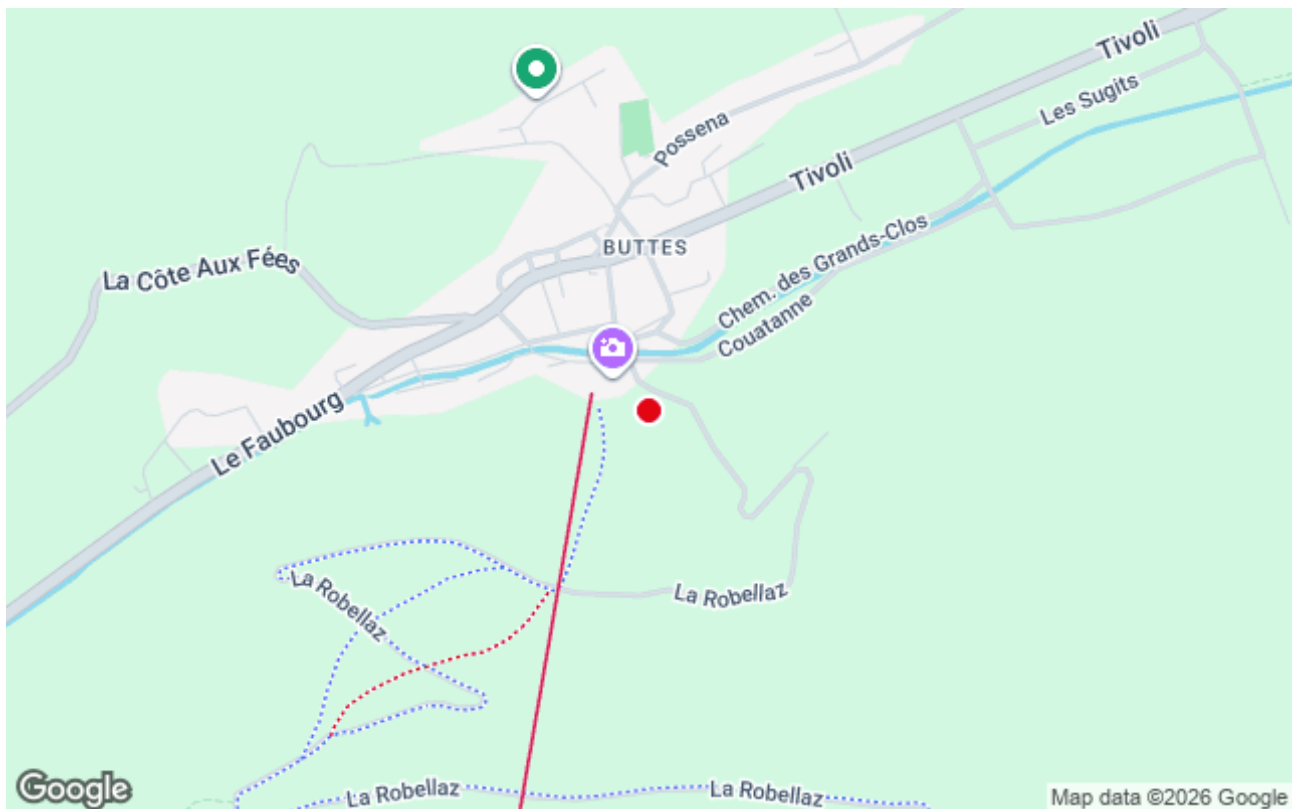 Tivoli
Les Sugits
Possena
Tivoli
BUTTES
Chem. des Grands-Clos
La Côte Aux Fées
Couatanne
Le Faubourg
La Robellaz
La Robellaz
La Robellaz
La Robellaz
Google
Map data ©2026 Google